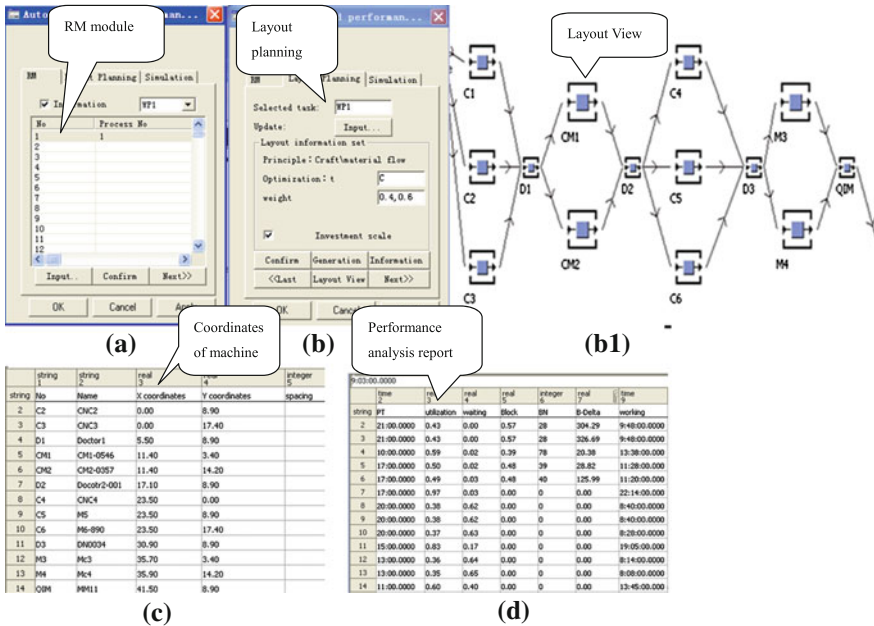 Auto
man...
RM module
RM
Planning
Simulation
Information
WP1
No
Process No
1
1
2
3
4
5
6
7
8
9
10
11
12
Input..
Confirm
Next>>
OK
Cancel
(a)
performan...
Layout planning
RM
Planning
Simulation
Selected task:
WP1
Update:
Input...
Layout information set
Principle：Craft\material flow
Optimization：t
C
weight
0.4,0.6
Investment scale
Confirm
Generation
Information
<<Last
Layout View
Next>>
OK
(b)
Layout View
C1
C2
C3
D1
CM1
CM2
D2
C4
C5
C6
D3
M3
M4
QIM
(b1)
Coordinates of machine
string 1
string 2
real 3
4
integer 5
string No Name X coordinates Y coordinates spacing
2 C2 CNC2 0.00 8.90
3 C3 CNC3 0.00 17.40
4 D1 Doctor1 5.50 8.90
5 CM1 CM1-0546 11.40 3.40
6 CM2 CM2-0357 11.40 14.20
7 D2 Docotr2-001 17.10 8.90
8 C4 CNC4 23.50 0.00
9 C5 M5 23.50 8.90
10 C6 M6-890 23.50 17.40
11 D3 DN0034 30.90 8.90
12 M3 Mc3 35.70 3.40
13 M4 Mc4 35.90 14.20
14 QIM MM11 41.50 8.90
(c)
Performance analysis report
9:03:00.0000
time 2
3
real 4
real 5
integer 6
real 7
time 9
string PT utilization waiting Block BN B-Delta working
2 21:00.0000 0.43 0.00 0.57 28 304.29 9:48:00.0000
3 21:00.0000 0.43 0.00 0.57 28 326.69 9:48:00.0000
4 10:00.0000 0.59 0.02 0.39 78 20.38 13:38:00.0000
5 17:00.0000 0.50 0.02 0.48 39 28.82 11:28:00.0000
6 17:00.0000 0.49 0.03 0.48 40 125.99 11:20:00.0000
7 17:00.0000 0.97 0.03 0.00 0 0.00 22:14:00.0000
8 20:00.0000 0.38 0.62 0.00 0 0.00 8:40:00.0000
9 20:00.0000 0.38 0.62 0.00 0 0.00 8:40:00.0000
10 20:00.0000 0.37 0.63 0.00 0 0.00 8:28:00.0000
11 15:00.0000 0.83 0.17 0.00 0 0.00 19:05:00.0000
12 13:00.0000 0.36 0.64 0.00 0 0.00 8:14:00.0000
13 13:00.0000 0.35 0.65 0.00 0 0.00 8:08:00.0000
14 11:00.0000 0.60 0.40 0.00 0 0.00 13:45:00.0000
(d)